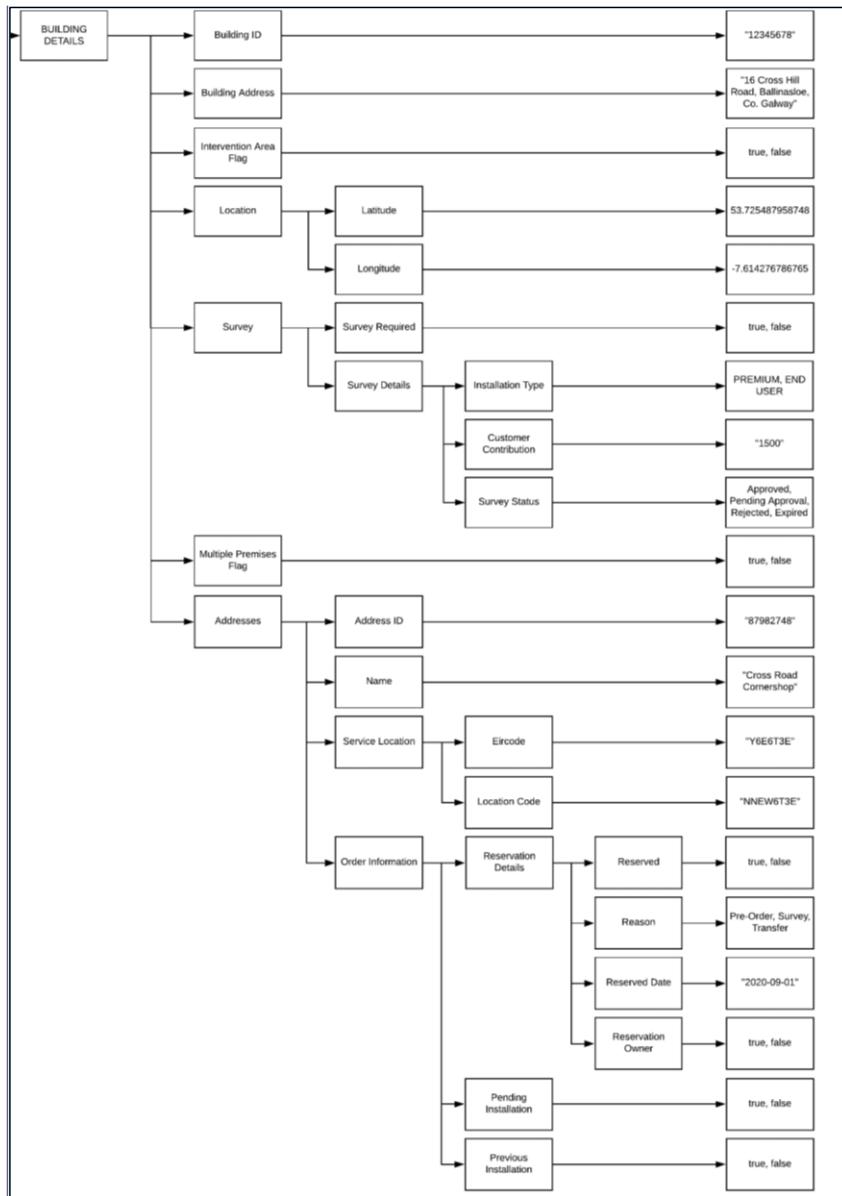 BUILDING
DETAILS
Building ID
"12345678"
Building Address
"16 Cross Hill
Road, Ballinasloe,
Co. Galway"
Intervention Area
Flag
true, false
Location
Latitude
53.725487958748
Longitude
-7.614276786765
Survey
Survey Required
true, false
Survey Details
Installation Type
PREMIUM, END
USER
Customer
Contribution
"1500"
Survey Status
Approved,
Pending Approval,
Rejected, Expired
Multiple Premises
Flag
true, false
Addresses
Address ID
"87982748"
Name
"Cross Road
Cornershop"
Service Location
Eircode
"Y6E6T3E"
Location Code
"NNEW6T3E"
Order Information
Reservation
Details
Reserved
true, false
Reason
Pre-Order, Survey,
Transfer
Reserved Date
"2020-09-01"
Reservation
Owner
true, false
Pending
Installation
true, false
Previous
Installation
true, false